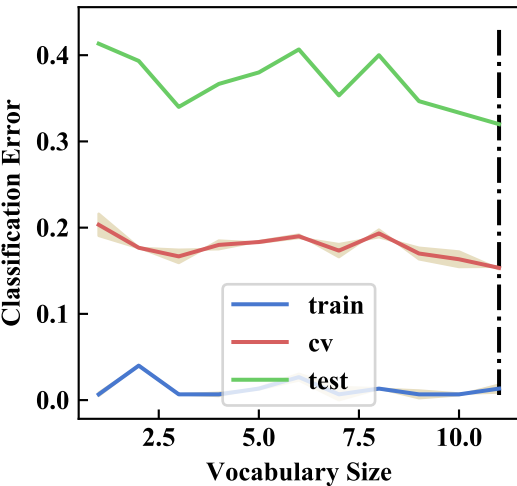 Classification Error
0.4
0.3
0.2
0.1
0.0
train
cv
test
2.5 5.0 7.5 10.0
Vocabulary Size